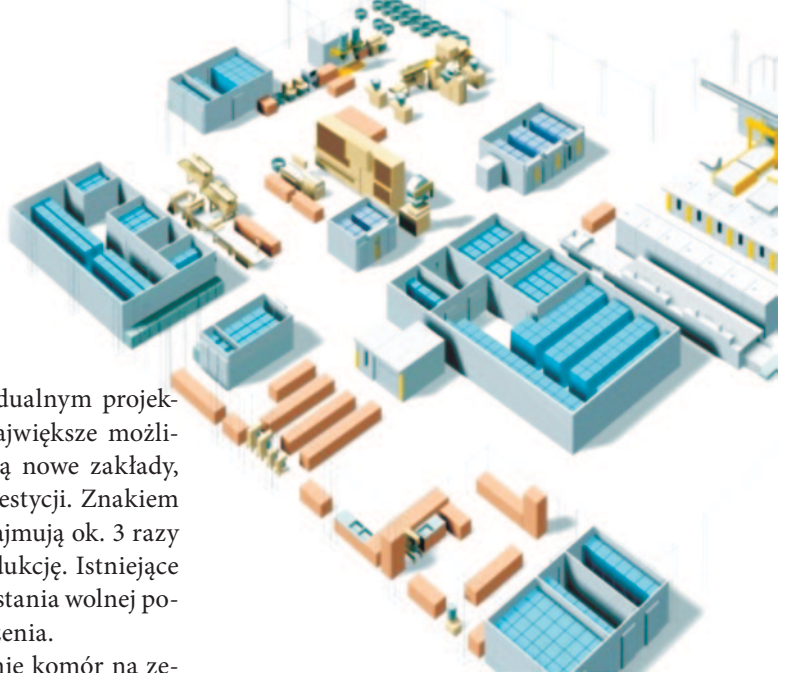 dualnym projek-
ajwiększe możli-
ą nowe zakłady,
estycji. Znakiem
ajmują ok. 3 razy
dukcję. Istniejące
stania wolnej po-
żenia.
nie komór na ze-